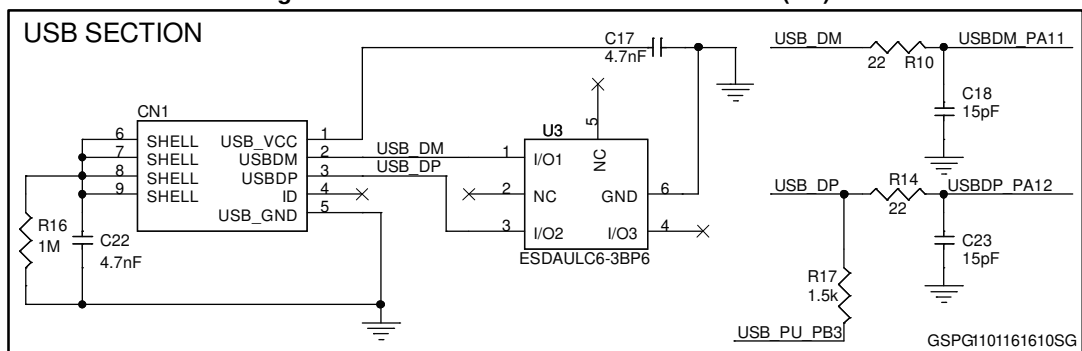 USB SECTION
C17
4.7nF
CN1
6 SHELL USB_VCC 1
7 SHELL USBDM 2 USB_DM
8 SHELL USBDP 3 USB_DP
9 SHELL ID 4
USB_GND 5
R16
1M
C22
4.7nF
U3
5
NC
1 I/O1
2 NC GND 6
3 I/O2 I/O3 4
ESDAULC6-3BP6
USB_DM USBDM_PA11
22 R10
C18
15pF
USB_DP R14 USBDP_PA12
22
C23
15pF
R17
1.5k
USB_PU_PB3
GSPG1101161610SG